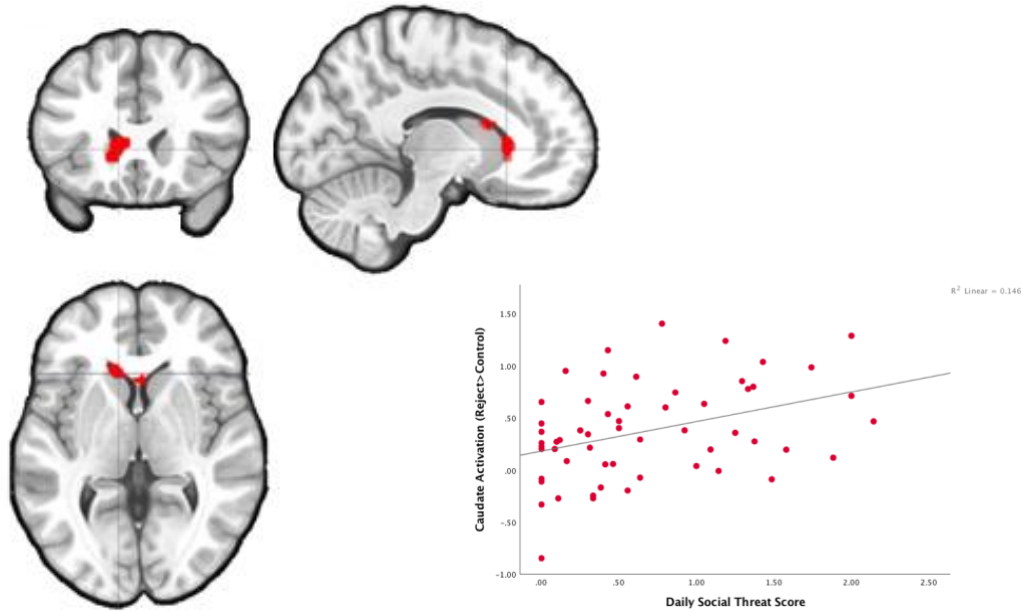 R² Linear = 0.146
Caudate Activation (Reject>Control)
1.50
1.00
.50
.00
-.50
-1.00
.00 .50 1.00 1.50 2.00 2.50
Daily Social Threat Score